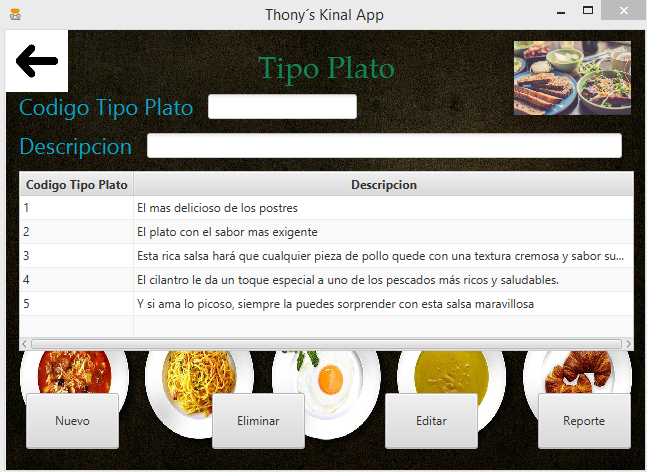 Thony´s Kinal App
Tipo Plato
Codigo Tipo Plato
Descripcion
Codigo Tipo Plato Descripcion
1 El mas delicioso de los postres
2 El plato con el sabor mas exigente
3 Esta rica salsa hará que cualquier pieza de pollo quede con una textura cremosa y sabor su...
4 El cilantro le da un toque especial a uno de los pescados más ricos y saludables.
5 Y si ama lo picoso, siempre la puedes sorprender con esta salsa maravillosa
Nuevo Eliminar Editar Reporte